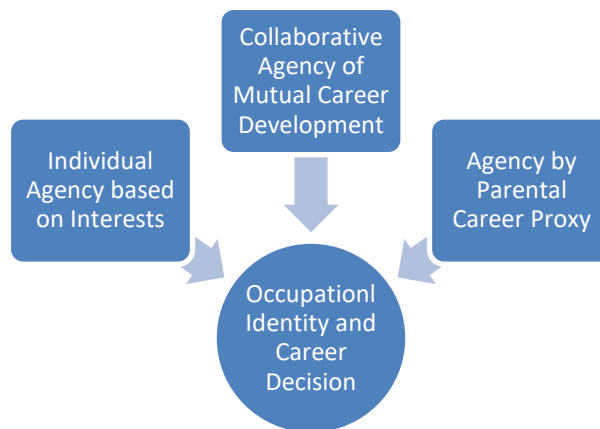 Collaborative
Agency of
Mutual Career
Development
Individual
Agency based
on Interests
Agency by
Parental
Career Proxy
Occupationl
Identity and
Career
Decision